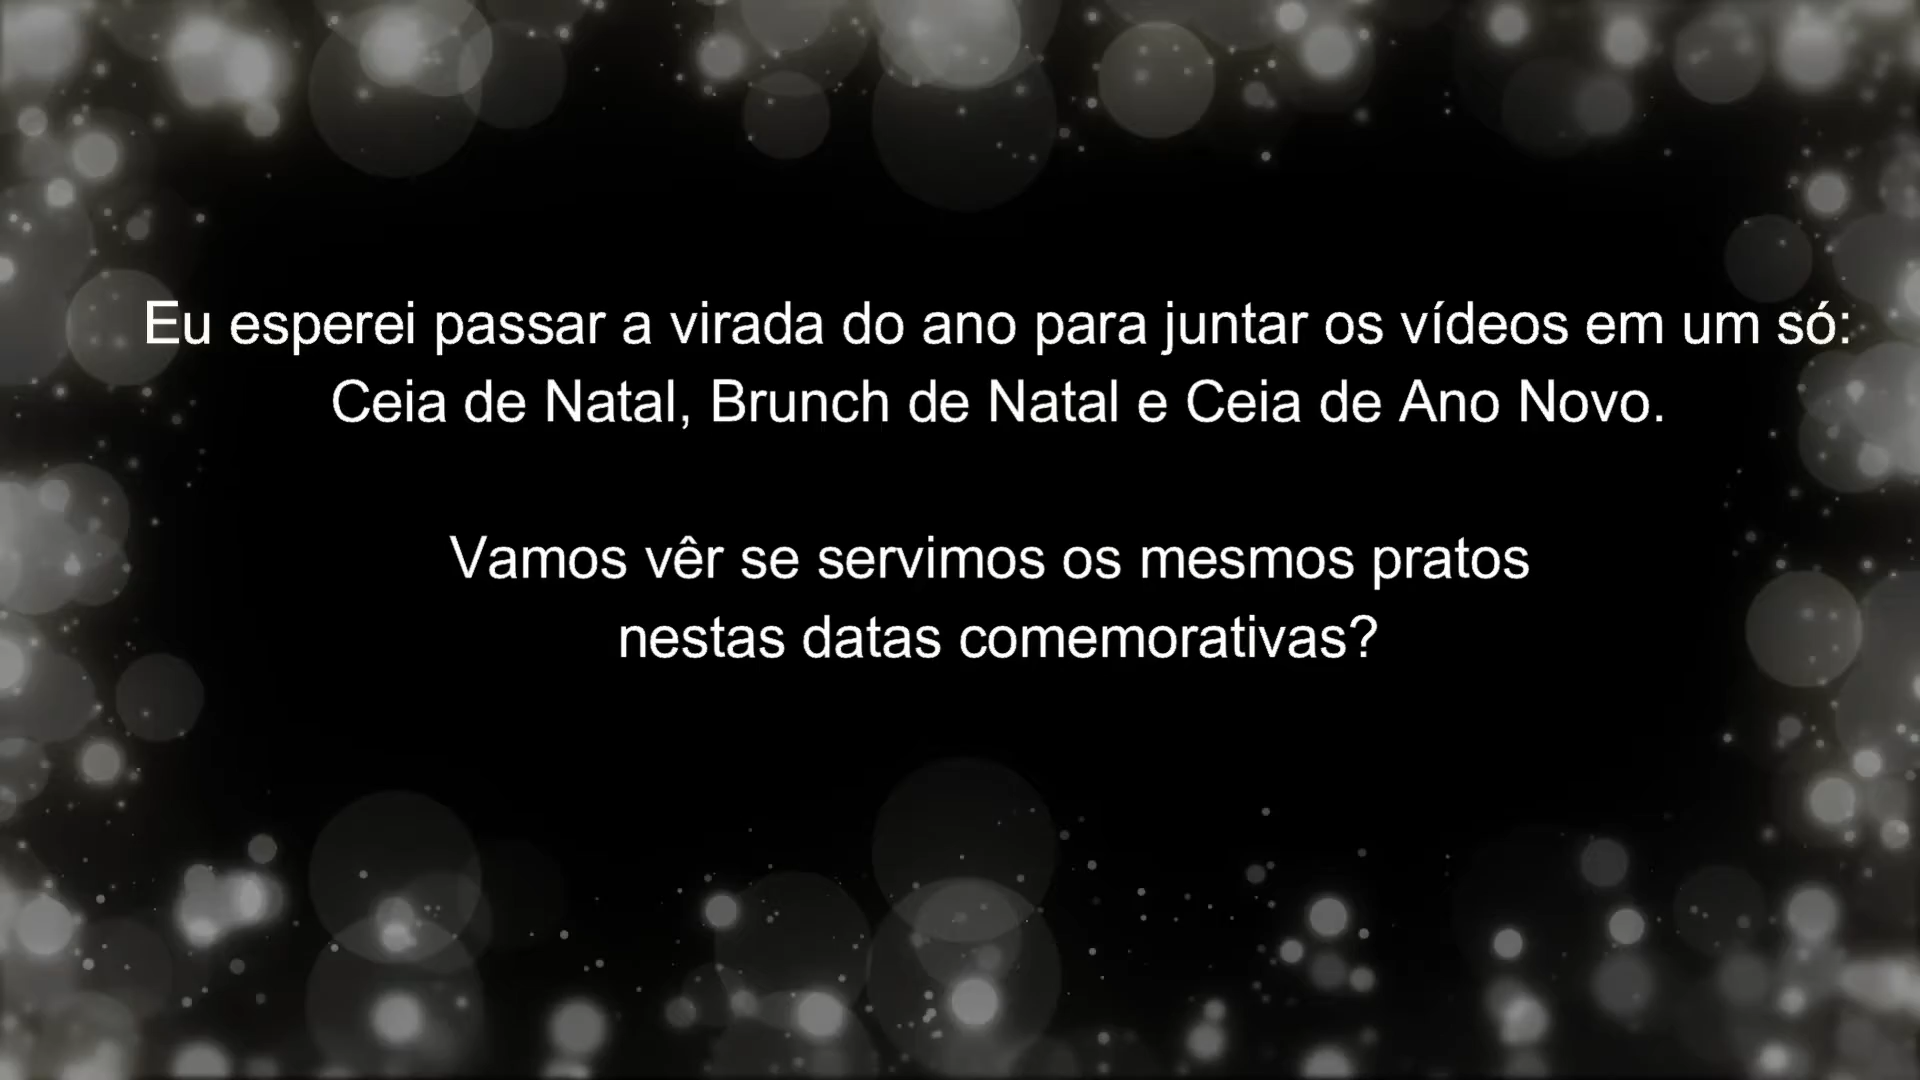 Eu esperei passar a virada do ano para juntar os vídeos em um só:
Ceia de Natal, Brunch de Natal e Ceia de Ano Novo.
Vamos vêr se servimos os mesmos pratos
nestas datas comemorativas?